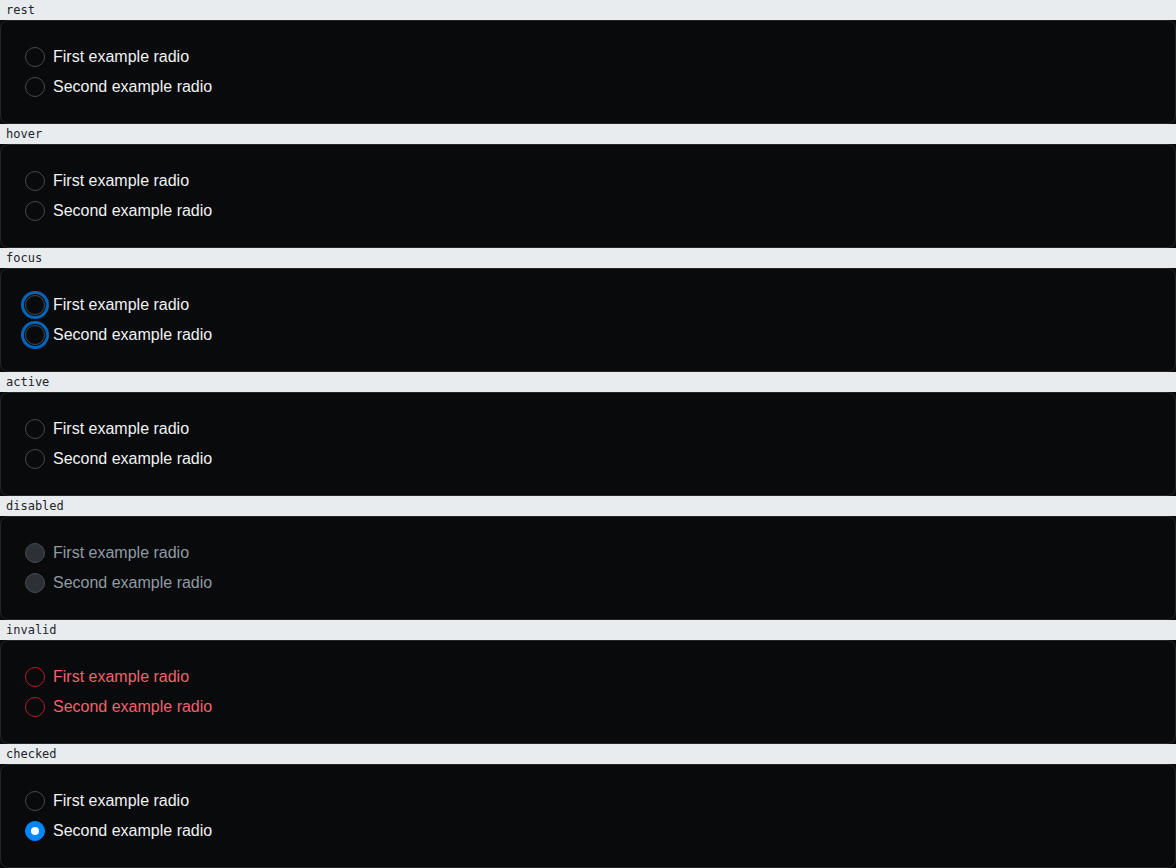 rest
First example radio
Second example radio
hover
First example radio
Second example radio
focus
First example radio
Second example radio
active
First example radio
Second example radio
disabled
First example radio
Second example radio
invalid
First example radio
Second example radio
checked
First example radio
Second example radio